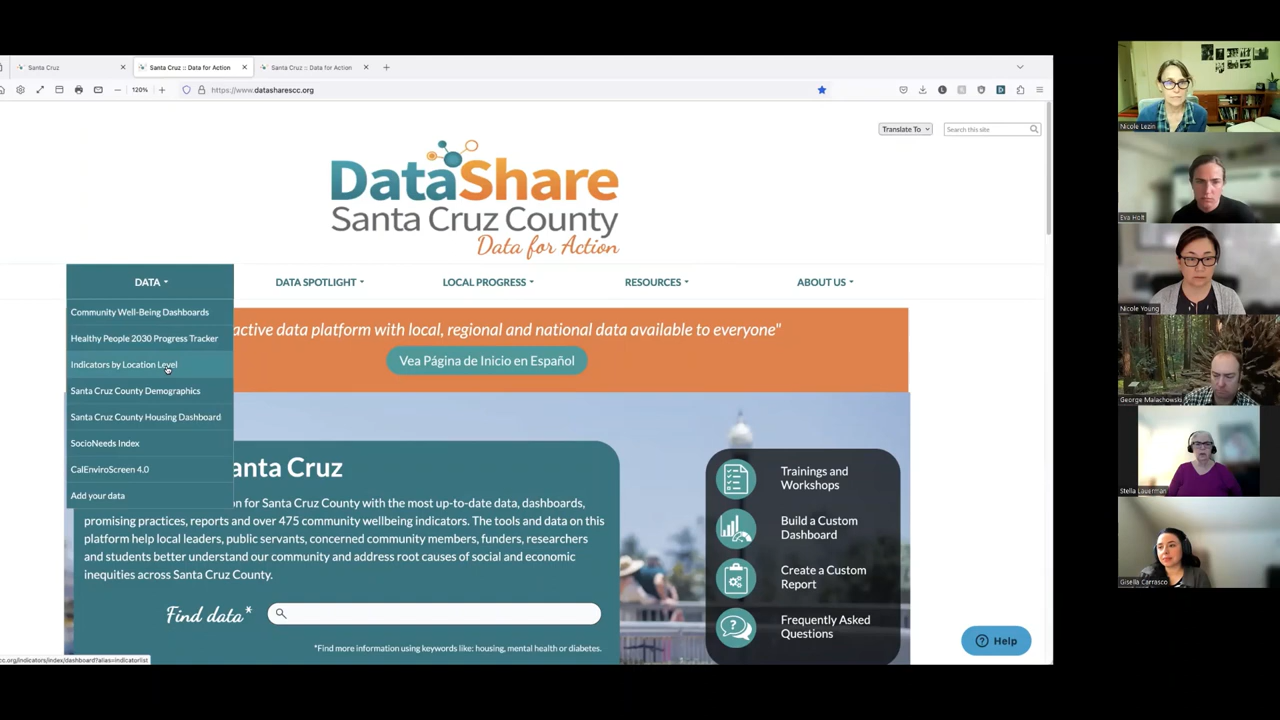 Santa Cruz
Santa Cruz :: Data for Action
Santa Cruz :: Data for Action
120%
https://www.datasharescc.org
Translate To
Search this site
DataShare
Santa Cruz County
Data for Action
DATA
DATA SPOTLIGHT
LOCAL PROGRESS
RESOURCES
ABOUT US
Community Well-Being Dashboards
Healthy People 2030 Progress Tracker
Indicators by Location Level
Santa Cruz County Demographics
Santa Cruz County Housing Dashboard
SocioNeeds Index
CalEnviroScreen 4.0
Add your data
active data platform with local, regional and national data available to everyone"
Vea Página de Inicio en Español
anta Cruz
on for Santa Cruz County with the most up-to-date data, dashboards,
promising practices, reports and over 475 community wellbeing indicators. The tools and data on this
platform help local leaders, public servants, concerned community members, funders, researchers
and students better understand our community and address root causes of social and economic
inequities across Santa Cruz County.
Find data*
*Find more information using keywords like: housing, mental health or diabetes.
Trainings and
Workshops
Build a Custom
Dashboard
Create a Custom
Report
Frequently Asked
Questions
Help
cc.org/indicators/index/dashboard?alias=indicatorlist
Nicole Lezin
Eva Holt
Nicole Young
George Malachowski
Stella Lauerman
Gisella Carrasco